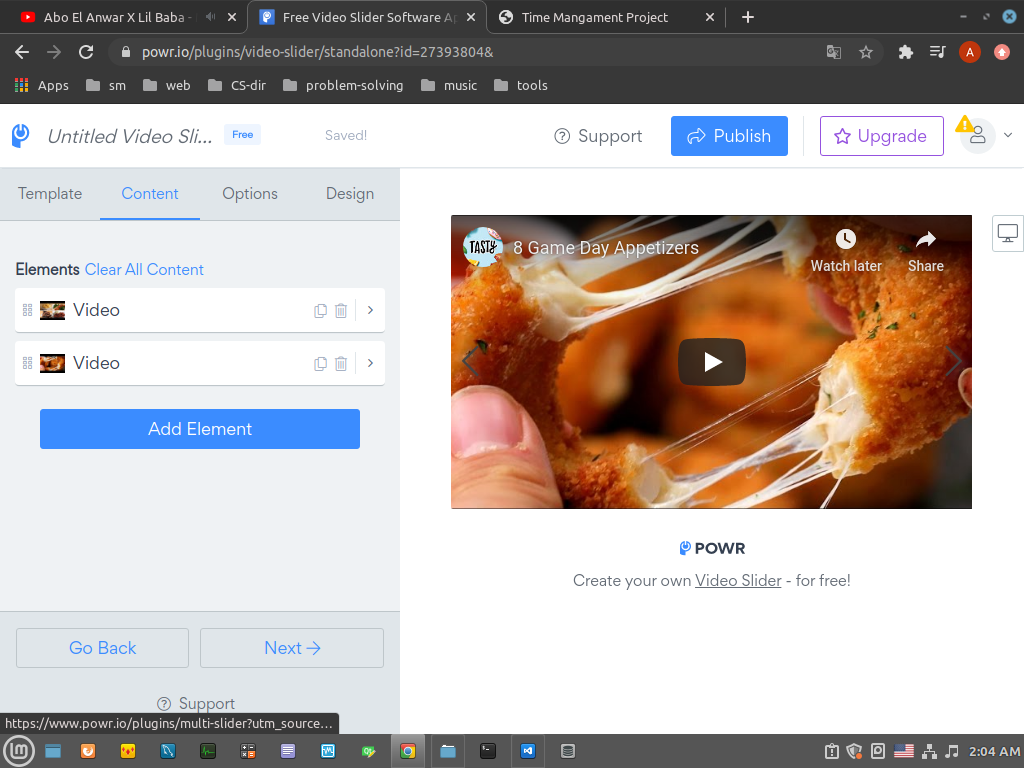 Abo El Anwar X Lil Baba -
Free Video Slider Software Ap
Time Mangament Project
powr.io/plugins/video-slider/standalone?id=27393804&
A
Apps
sm
web
CS-dir
problem-solving
music
tools
Untitled Video Sli...
Free
Saved!
Support
Publish
Upgrade
Template
Content
Options
Design
TASTY
8 Game Day Appetizers
Watch later
Share
Elements Clear All Content
Video
Video
Add Element
POWR
Create your own Video Slider - for free!
Go Back
Next
Support
https://www.powr.io/plugins/multi-slider?utm_source...
2:04 AM